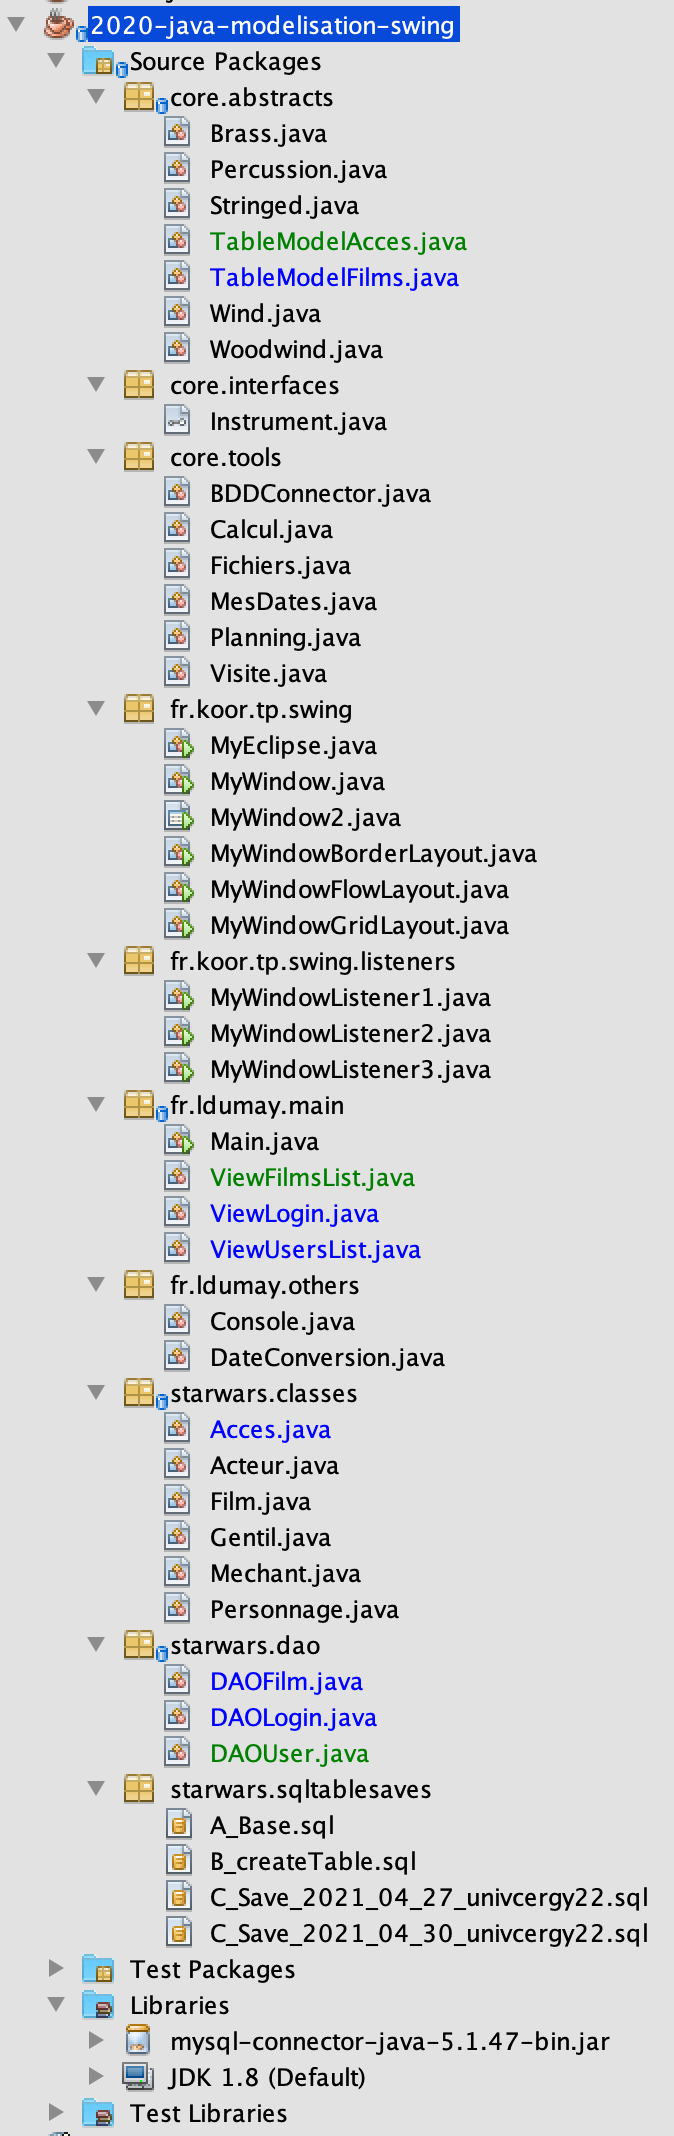 2020-java-modelisation-swing
Source Packages
core.abstracts
Brass.java
Percussion.java
Stringed.java
TableModelAcces.java
TableModelFilms.java
Wind.java
Woodwind.java
core.interfaces
Instrument.java
core.tools
BDDConnector.java
Calcul.java
Fichiers.java
MesDates.java
Planning.java
Visite.java
fr.koor.tp.swing
MyEclipse.java
MyWindow.java
MyWindow2.java
MyWindowBorderLayout.java
MyWindowFlowLayout.java
MyWindowGridLayout.java
fr.koor.tp.swing.listeners
MyWindowListener1.java
MyWindowListener2.java
MyWindowListener3.java
fr.ldumay.main
Main.java
ViewFilmsList.java
ViewLogin.java
ViewUsersList.java
fr.ldumay.others
Console.java
DateConversion.java
starwars.classes
Acces.java
Acteur.java
Film.java
Gentil.java
Mechant.java
Personnage.java
starwars.dao
DAOFilm.java
DAOLogin.java
DAOUser.java
starwars.sqltablesaves
A_Base.sql
B_createTable.sql
C_Save_2021_04_27_univcergy22.sql
C_Save_2021_04_30_univcergy22.sql
Test Packages
Libraries
mysql-connector-java-5.1.47-bin.jar
JDK 1.8 (Default)
Test Libraries